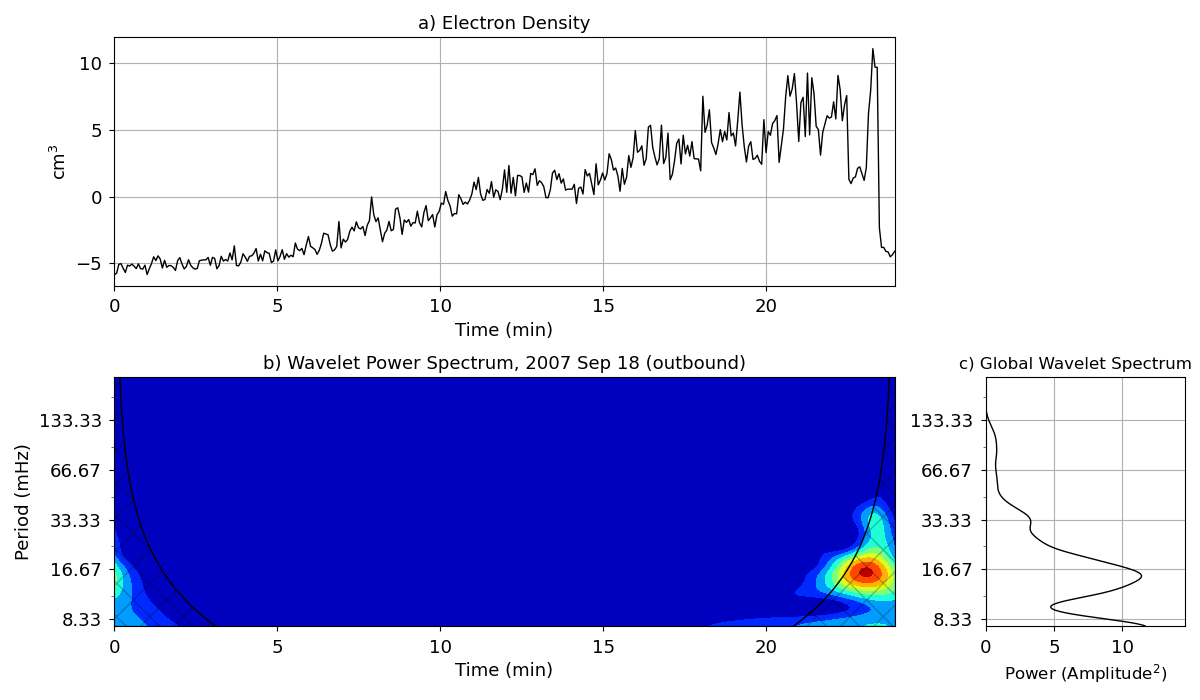 a) Electron Density
10
5
0
−5
cm³
0 5 10 15 20
Time (min)
b) Wavelet Power Spectrum, 2007 Sep 18 (outbound)
133.33
66.67
33.33
16.67
8.33
Period (mHz)
0 5 10 15 20
Time (min)
c) Global Wavelet Spectrum
133.33
66.67
33.33
16.67
8.33
0 5 10
Power (Amplitude²)